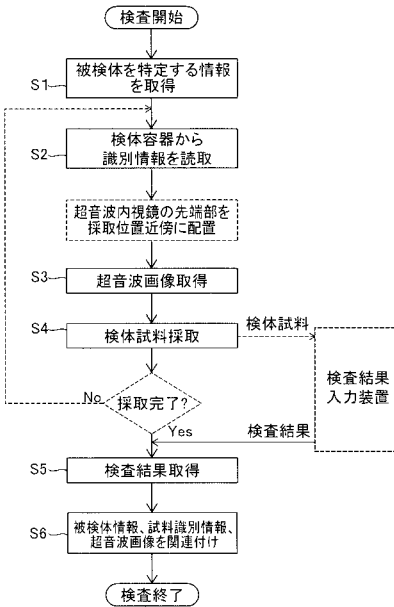 検査開始
S1
被検体を特定する情報
を取得
S2
検体容器から
識別情報を読取
超音波内視鏡の先端部を
採取位置近傍に配置
S3
超音波画像取得
S4
検体試料採取
検体試料
検査結果
入力装置
No
採取完了?
Yes
検査結果
S5
検査結果取得
S6
被検体情報、試料識別情報、
超音波画像を関連付け
検査終了